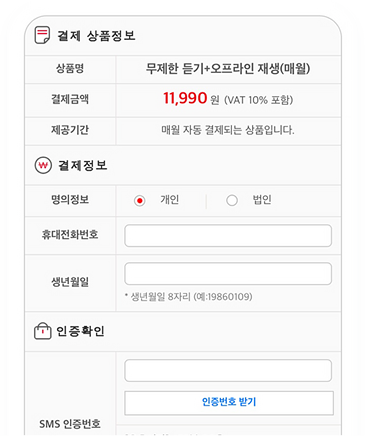 결제 상품정보
상품명 무제한 듣기+오프라인 재생(매월)
결제금액 11,990 원 (VAT 10% 포함)
제공기간 매월 자동 결제되는 상품입니다.
₩ 결제정보
명의정보 개인 법인
휴대전화번호
생년월일
* 생년월일 8자리 (예:19860109)
인증확인
인증번호 받기
SMS 인증번호